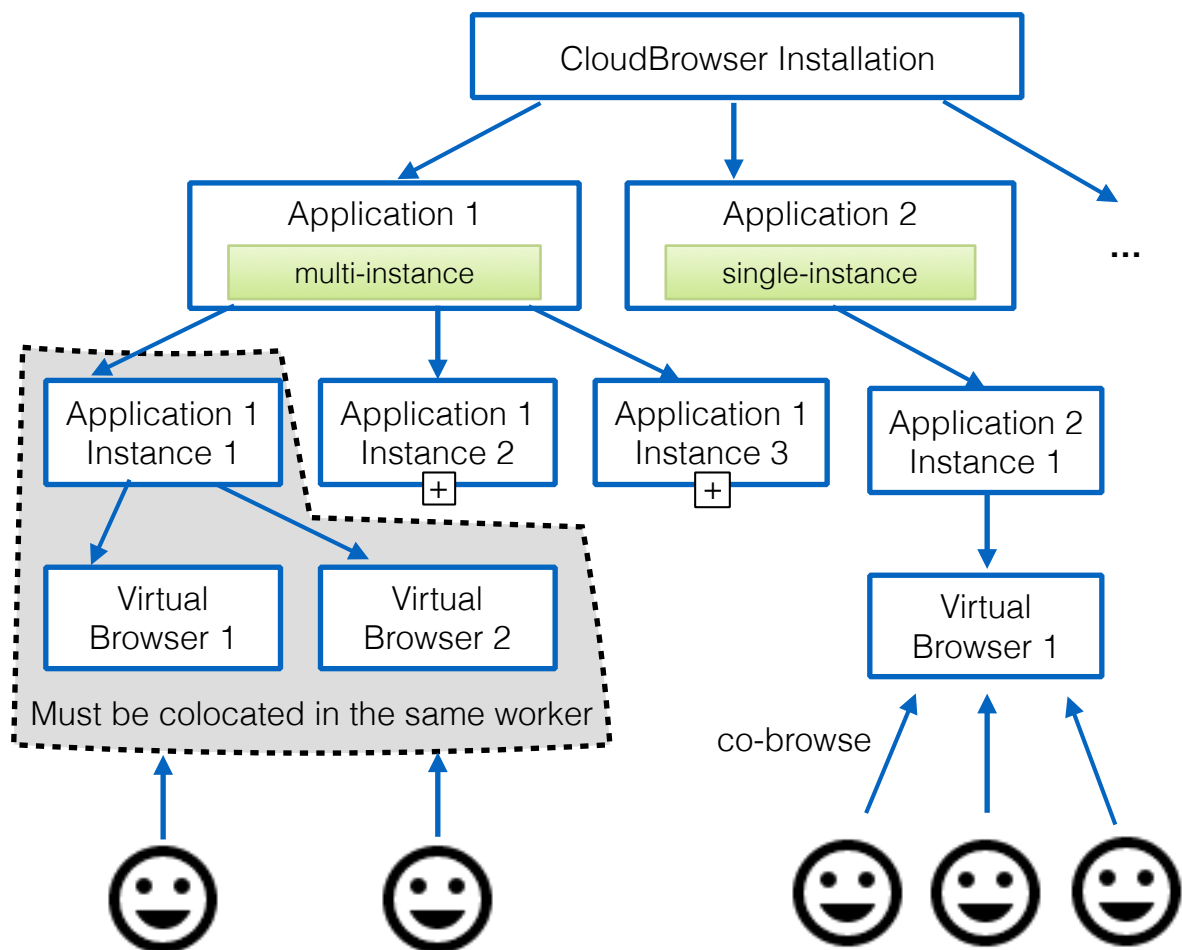 CloudBrowser Installation
Application 1
multi-instance
Application 2
single-instance
...
Application 1
Instance 1
Application 1
Instance 2
+
Application 1
Instance 3
+
Application 2
Instance 1
Virtual
Browser 1
Virtual
Browser 2
Virtual
Browser 1
Must be colocated in the same worker
co-browse